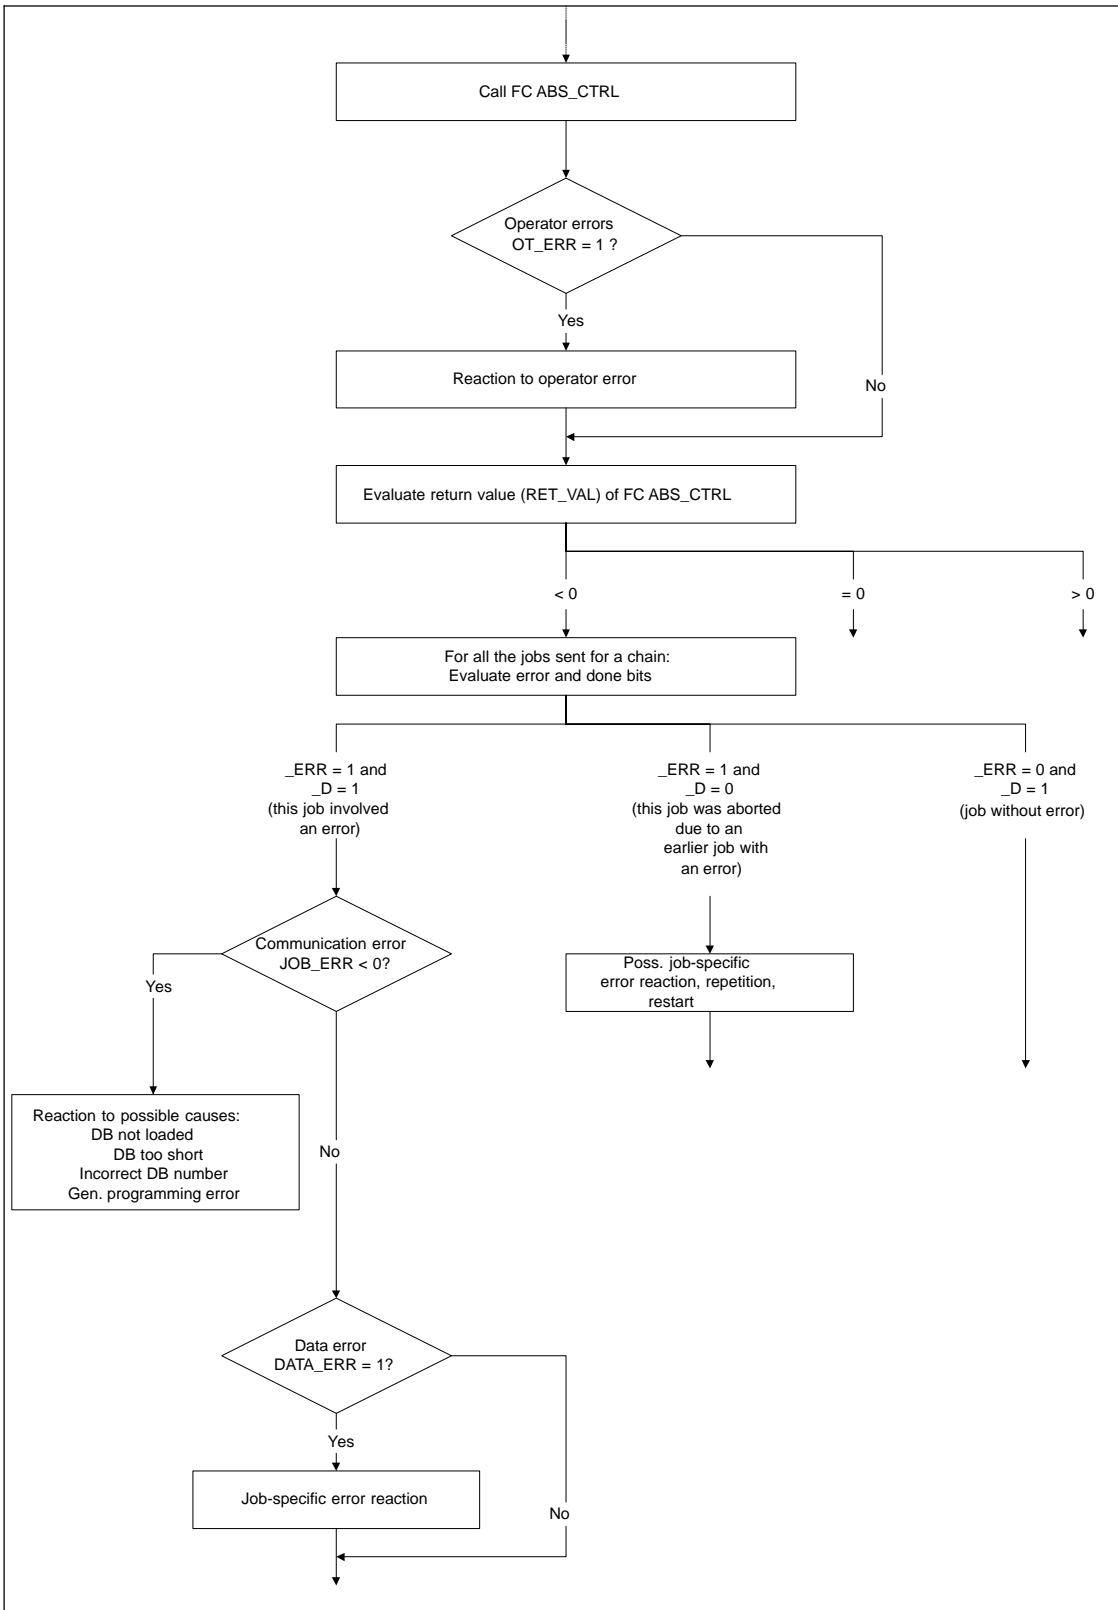 Call FC ABS_CTRL
Operator errors
OT_ERR = 1 ?
Yes
Reaction to operator error
No
Evaluate return value (RET_VAL) of FC ABS_CTRL
< 0
= 0
> 0
For all the jobs sent for a chain:
Evaluate error and done bits
_ERR = 1 and
_D = 1
(this job involved
an error)
_ERR = 1 and
_D = 0
(this job was aborted
due to an
earlier job with
an error)
_ERR = 0 and
_D = 1
(job without error)
Communication error
JOB_ERR < 0?
Yes
Poss. job-specific
error reaction, repetition,
restart
Reaction to possible causes:
DB not loaded
DB too short
Incorrect DB number
Gen. programming error
No
Data error
DATA_ERR = 1?
Yes
Job-specific error reaction
No